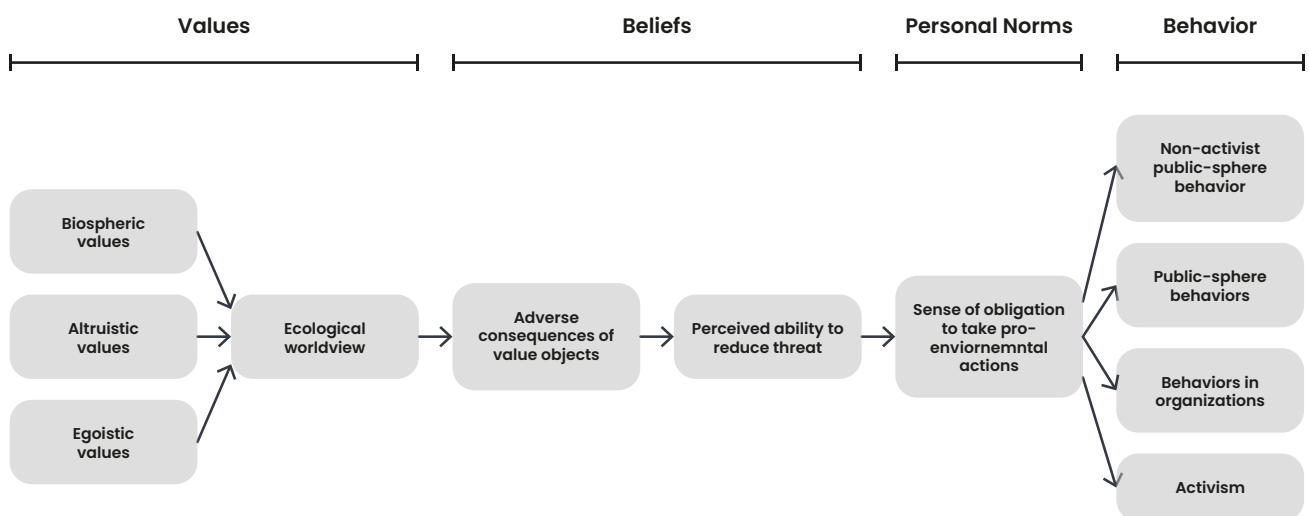 Values
Beliefs
Personal Norms
Behavior
Biospheric
values
Altruistic
values
Egoistic
values
Ecological
worldview
Adverse
consequences of
value objects
Perceived ability to
reduce threat
Sense of obligation
to take pro-
enviornemntal
actions
Non-activist
public-sphere
behavior
Public-sphere
behaviors
Behaviors in
organizations
Activism